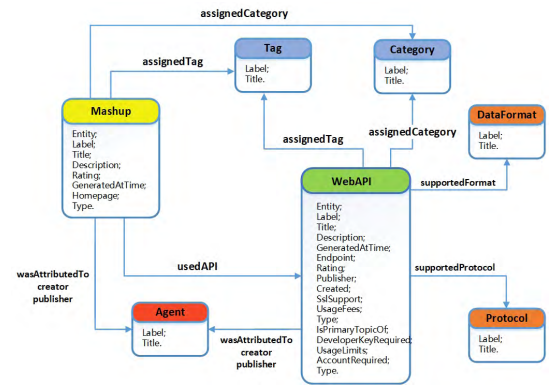 assignedCategory
Tag
Label;
Title.
Category
Label;
Title.
assignedTag
Mashup
Entity;
Label;
Title;
Description;
Rating;
GeneratedAtTime;
Homepage;
Type.
assignedTag
assignedCategory
DataFormat
Label;
Title.
WebAPI
Entity;
Label;
Title;
Description;
GeneratedAtTime;
Endpoint;
Rating;
Publisher;
Created;
SslSupport;
UsageFees;
Type;
IsPrimaryTopicOf;
DeveloperKeyRequired;
UsageLimits;
AccountRequired;
Type.
supportedFormat
usedAPI
supportedProtocol
wasAttributedTo
creator
publisher
Agent
Label;
Title.
wasAttributedTo
creator
publisher
Protocol
Label;
Title.